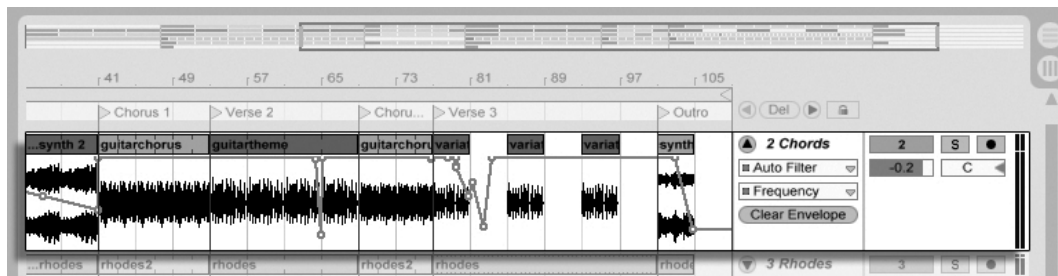 41 49 57 65 73 81 89 97 105
Chorus 1 Verse 2 Choru... Verse 3 Outro Del
...synth 2 guitarchorus guitartheme guitarchoru variat variat variat synth 2 Chords 2 S
Auto Filter -0.2 C
Frequency
Clear Envelope
...rhodes rhodes2 rhodes rhodes2 rhodes rhode 3 Rhodes 3 S